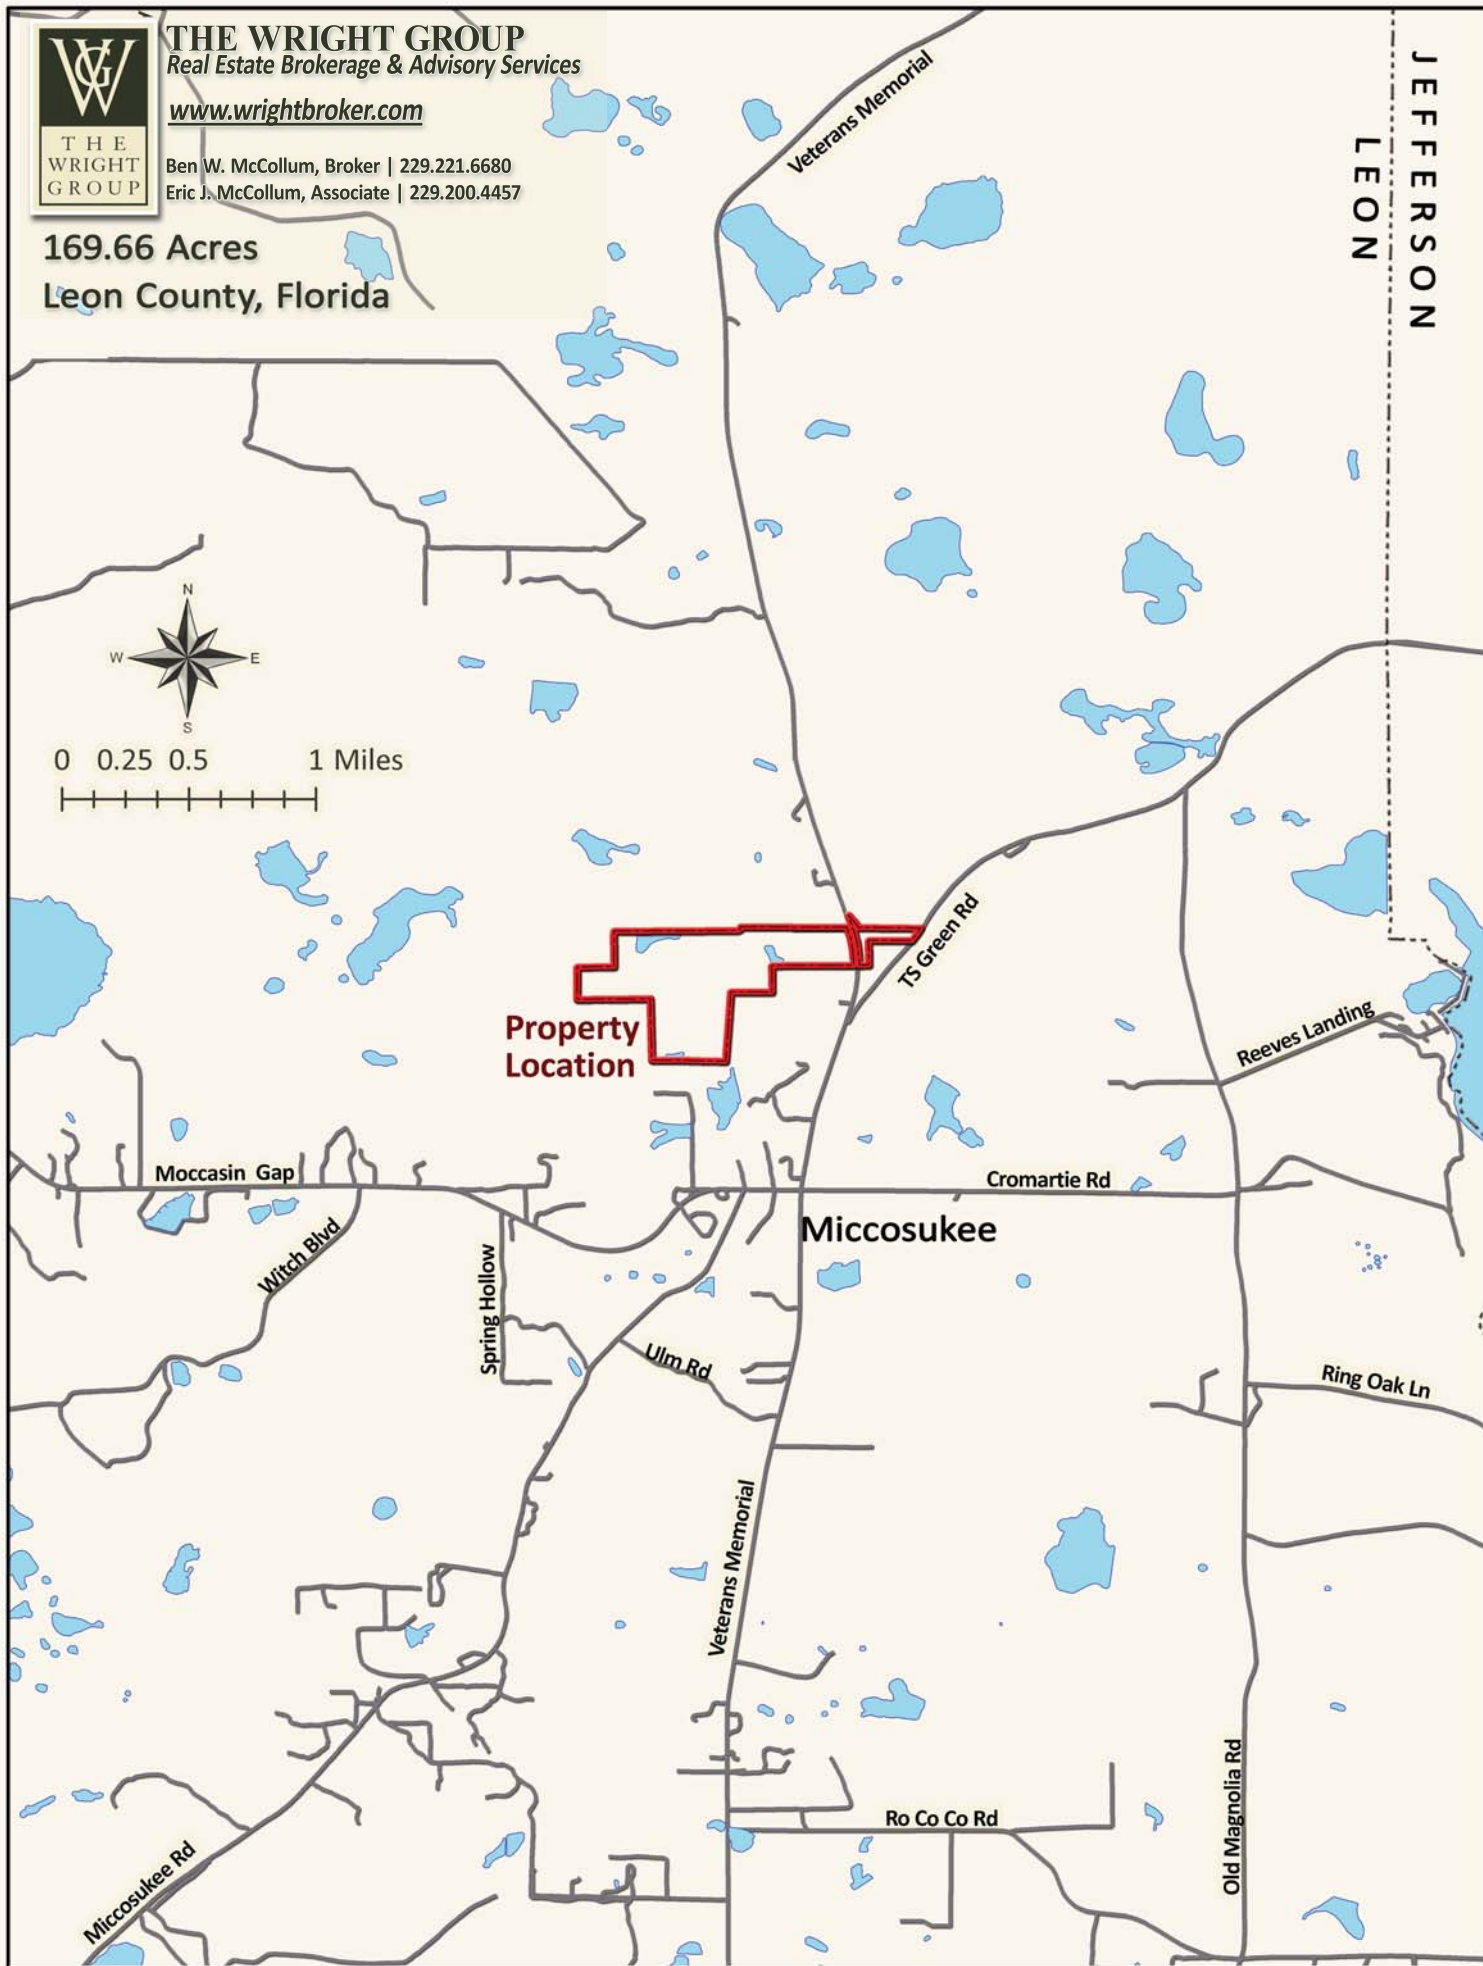 WGW
THE
WRIGHT
GROUP
THE WRIGHT GROUP
Real Estate Brokerage & Advisory Services
www.wrightbroker.com
Ben W. McCollum, Broker | 229.221.6680
Eric J. McCollum, Associate | 229.200.4457
169.66 Acres
Leon County, Florida
Veterans Memorial
JEFFERSON
LEON
N
W
E
S
0 0.25 0.5 1 Miles
TS Green Rd
Property
Location
Reeves Landing
Moccasin Gap
Cromartie Rd
Miccosukee
Witch Blvd
Spring Hollow
Ulm Rd
Ring Oak Ln
Veterans Memorial
Old Magnolia Rd
Ro Co Co Rd
Miccosukee Rd